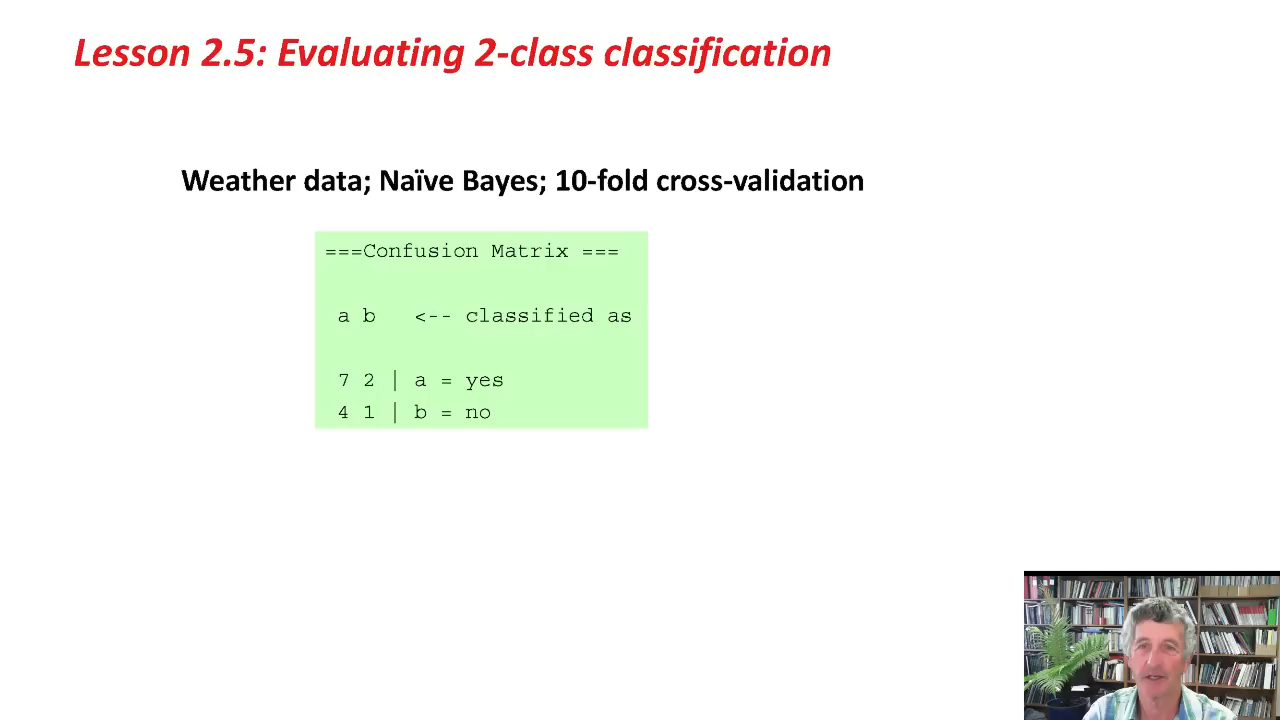 Lesson 2.5: Evaluating 2-class classification
Weather data; Naïve Bayes; 10-fold cross-validation
===Confusion Matrix ===
a b <-- classified as
7 2 | a = yes
4 1 | b = no